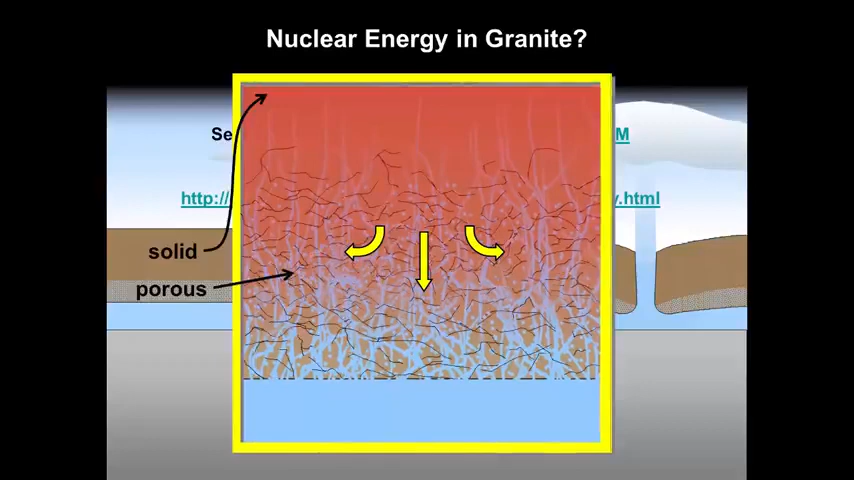 Nuclear Energy in Granite?
Se M
http:// y.html
solid
porous